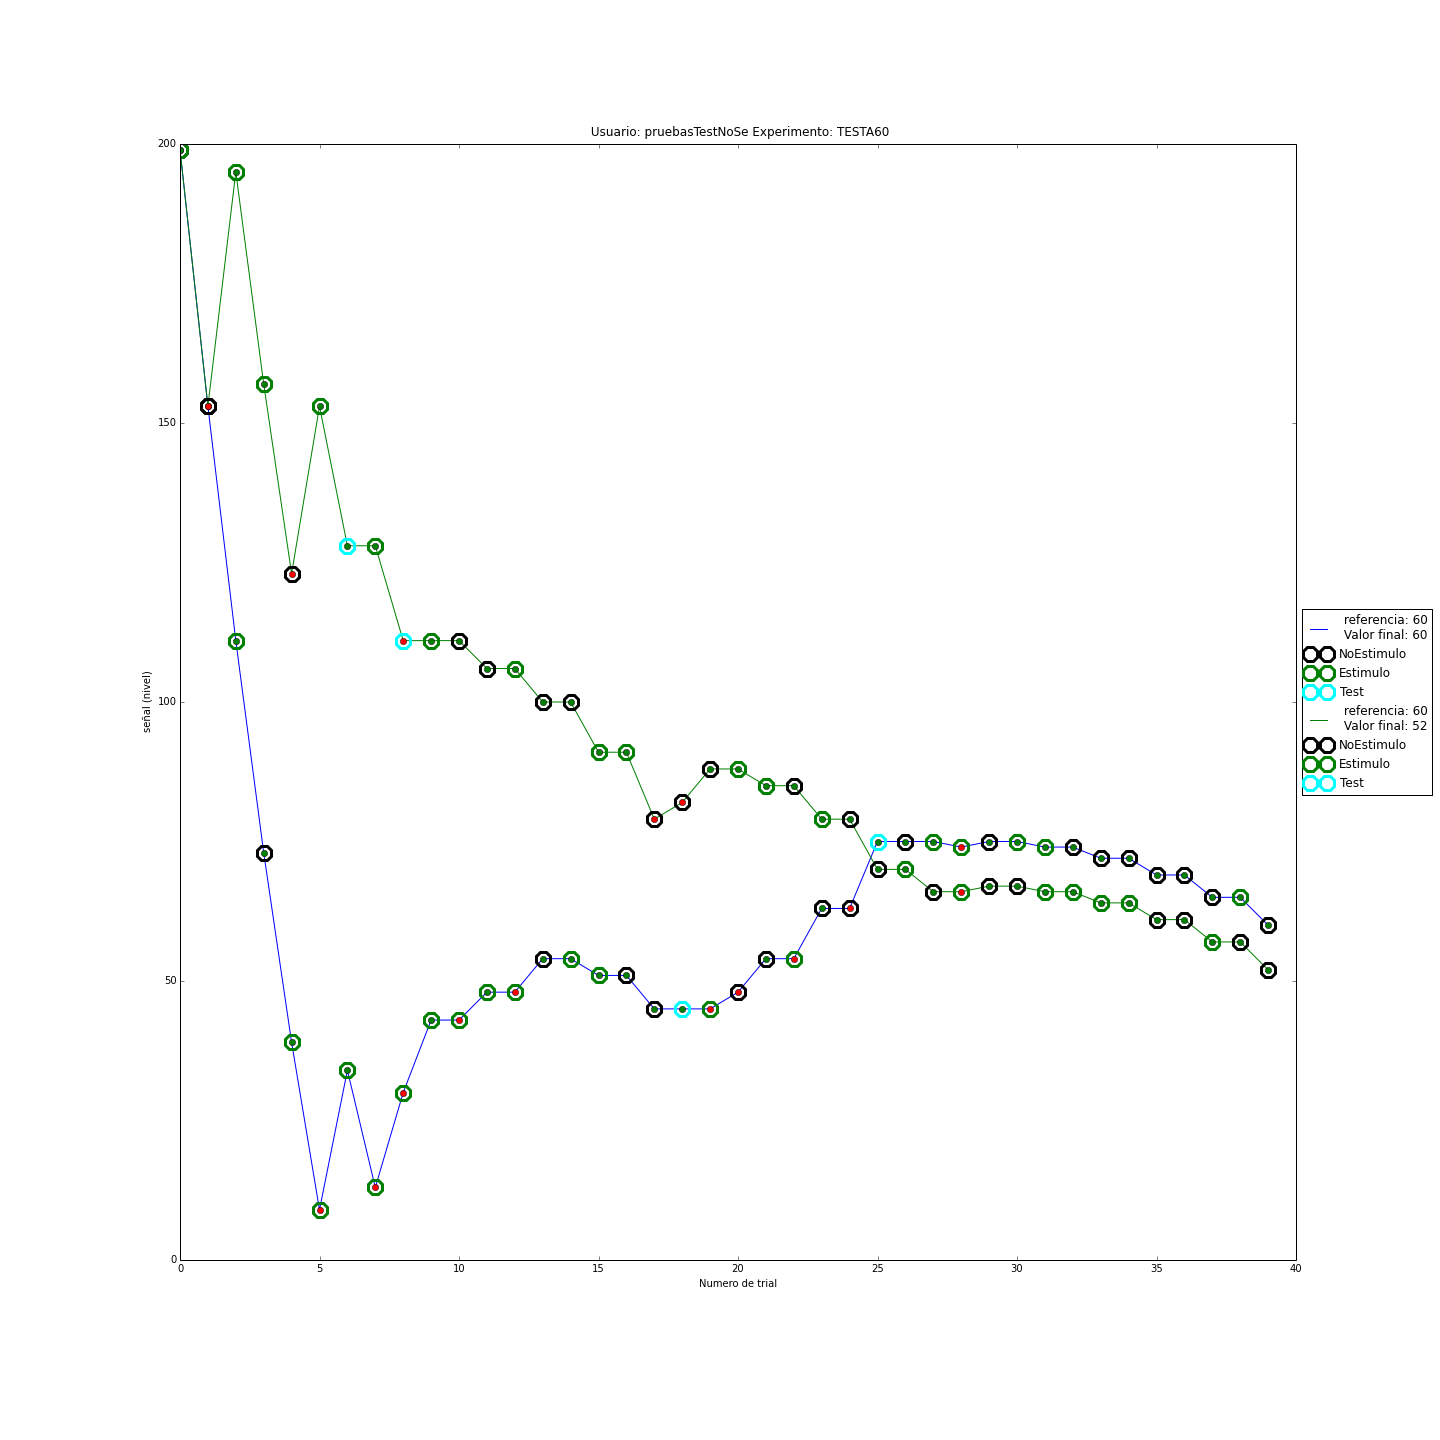 Usuario: pruebasTestNoSe Experimento: TESTA60
200
150
100
50
0
señal (nivel)
0 5 10 15 20 25 30 35 40
Numero de trial
referencia: 60
Valor final: 60
NoEstimulo
Estimulo
Test
referencia: 60
Valor final: 52
NoEstimulo
Estimulo
Test